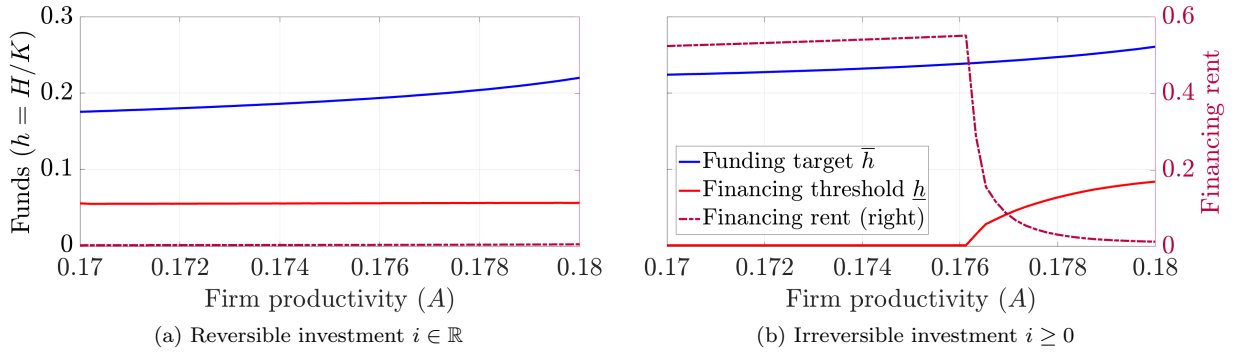 Funds (h = H/K)
0.3
0.2
0.1
0
0.17 0.172 0.174 0.176 0.178 0.18
Firm productivity (A)
(a) Reversible investment i ∈ ℝ
Funding target h̅
Financing threshold h̲
Financing rent (right)
0.6
0.4
0.2
0
Financing rent
0.17 0.172 0.174 0.176 0.178 0.18
Firm productivity (A)
(b) Irreversible investment i ≥ 0